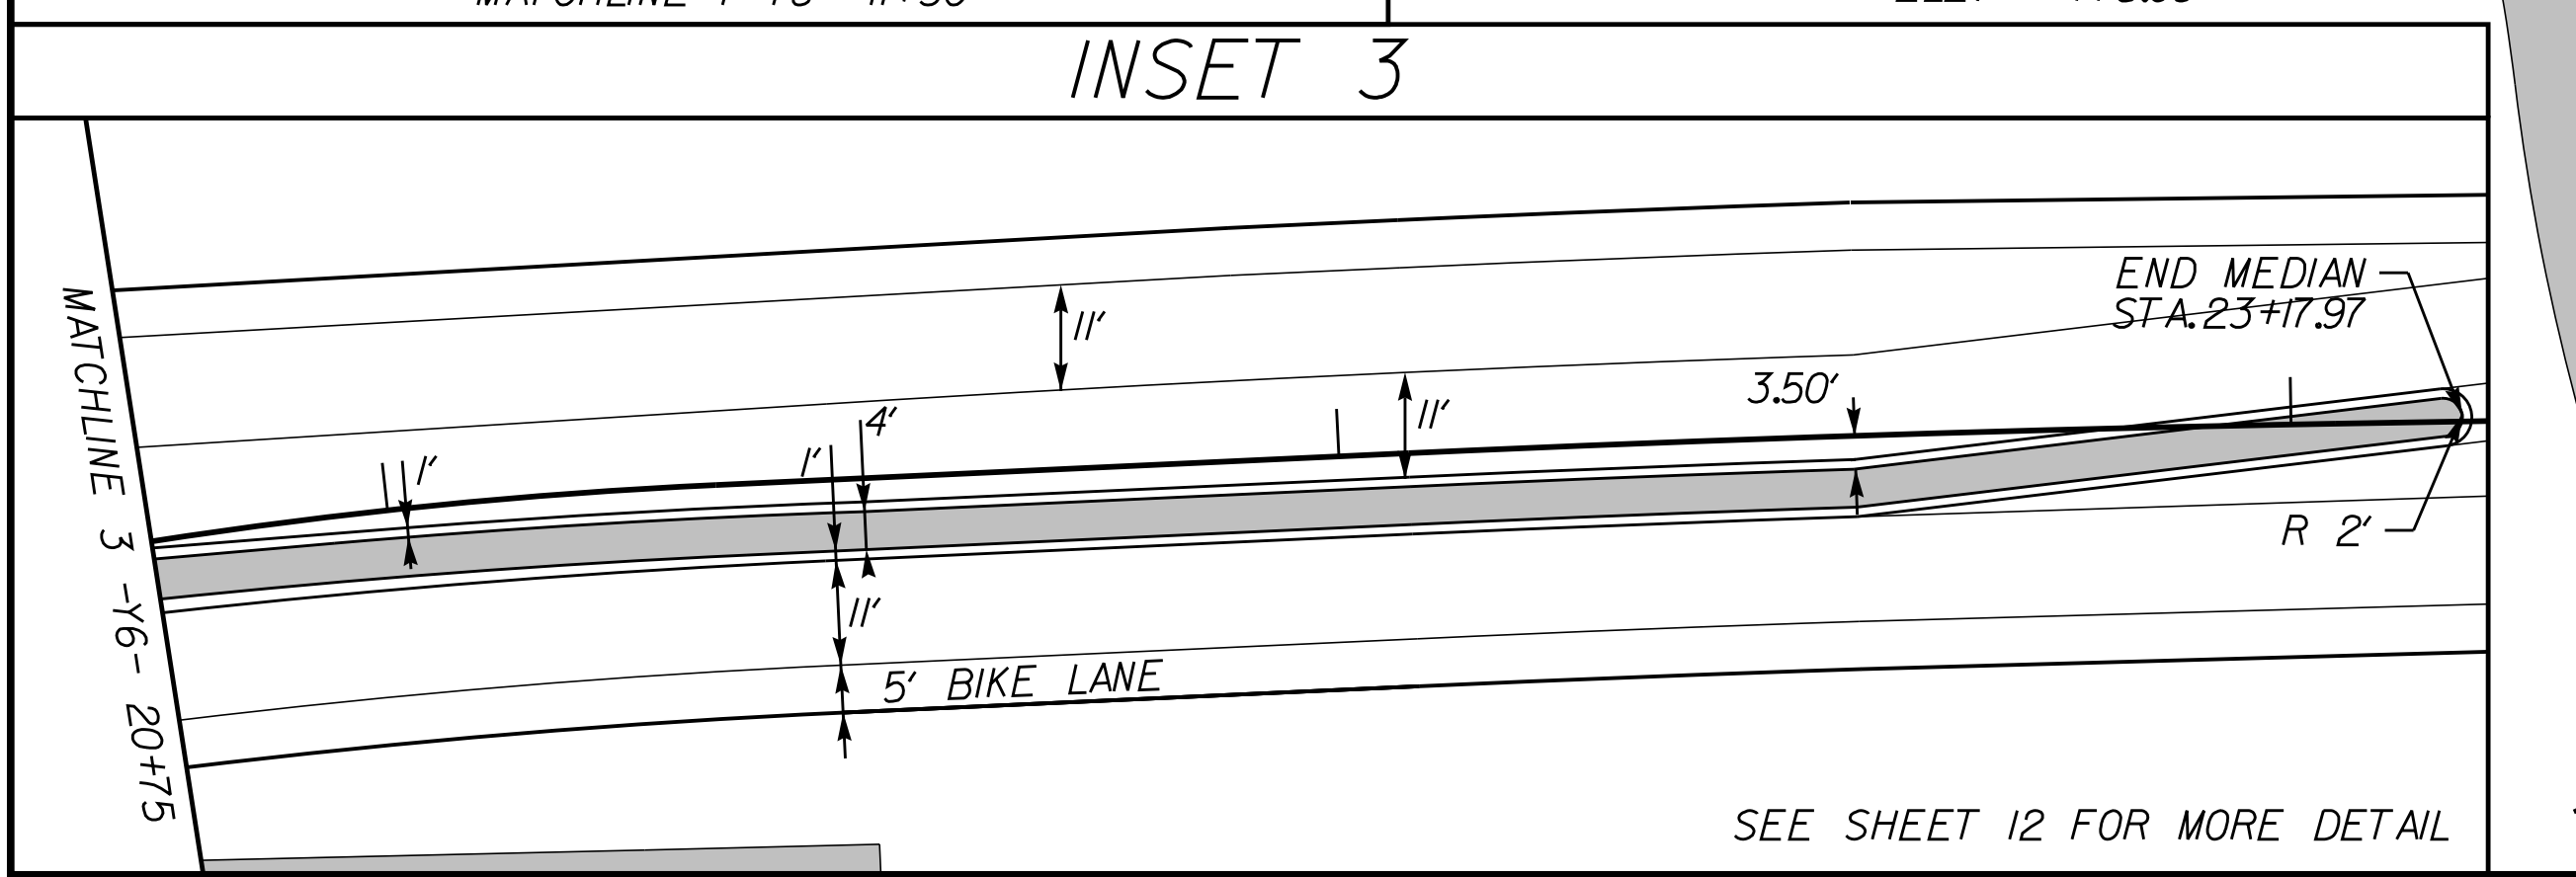 INSET 3
MATCHLINE 3 -Y6- 20+75
11'
END MEDIAN
STA.23+17.97
3.50'
11'
4'
1'
1'
R 2'
11'
5' BIKE LANE
SEE SHEET 12 FOR MORE DETAIL